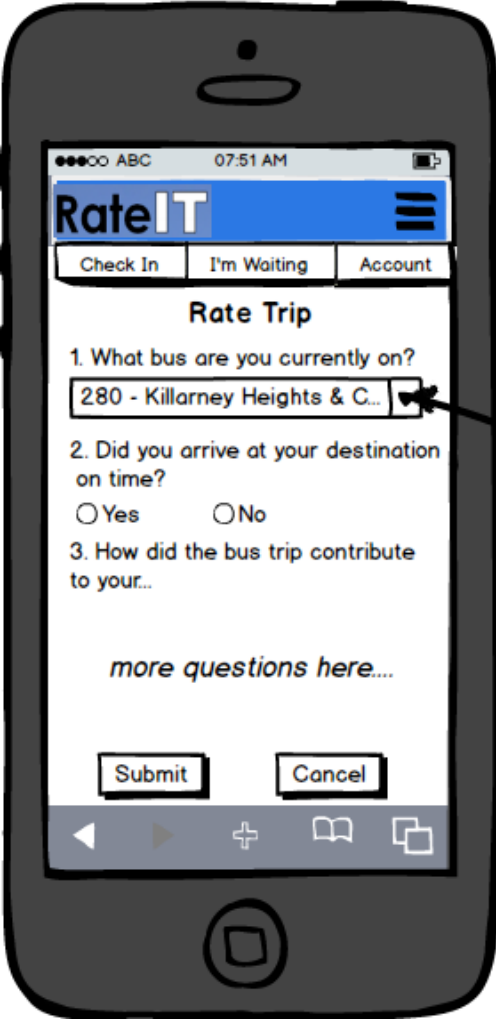 ABC 07:51 AM
RateIT
Check In I'm Waiting Account
Rate Trip
1. What bus are you currently on?
280 - Killarney Heights & C...
2. Did you arrive at your destination
on time?
Yes No
3. How did the bus trip contribute
to your...
more questions here....
Submit Cancel